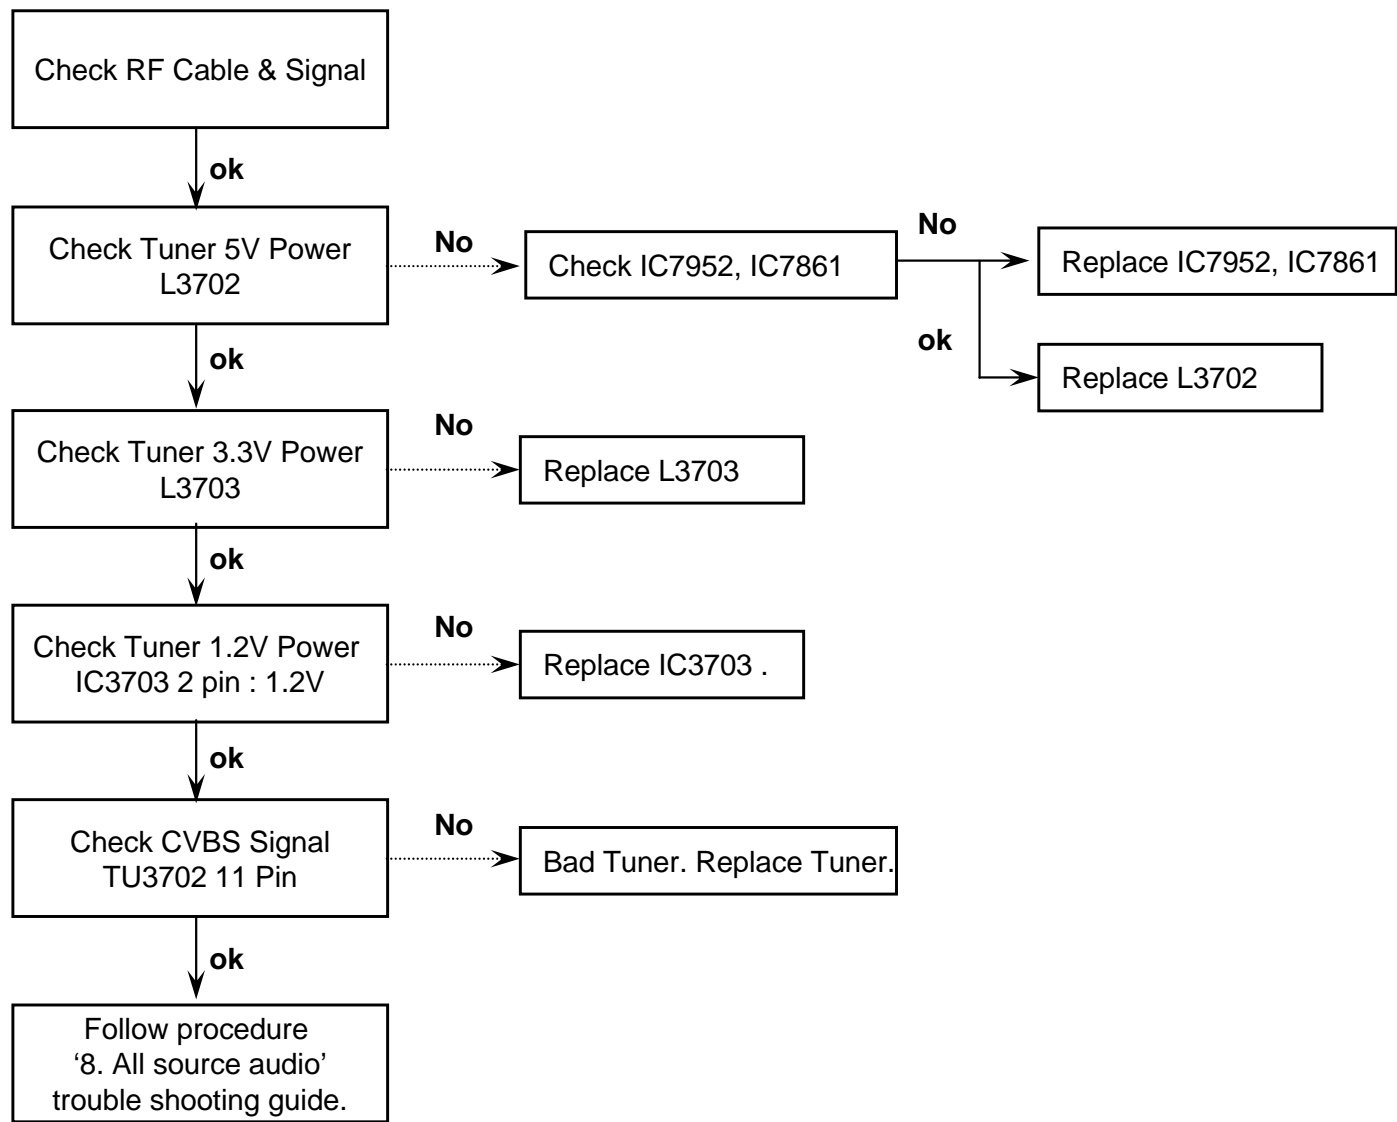 Check RF Cable & Signal
ok
Check Tuner 5V Power
L3702
No
Check IC7952, IC7861
No
Replace IC7952, IC7861
ok
Replace L3702
ok
Check Tuner 3.3V Power
L3703
No
Replace L3703
ok
Check Tuner 1.2V Power
IC3703 2 pin : 1.2V
No
Replace IC3703 .
ok
Check CVBS Signal
TU3702 11 Pin
No
Bad Tuner. Replace Tuner.
ok
Follow procedure
‘8. All source audio’
trouble shooting guide.